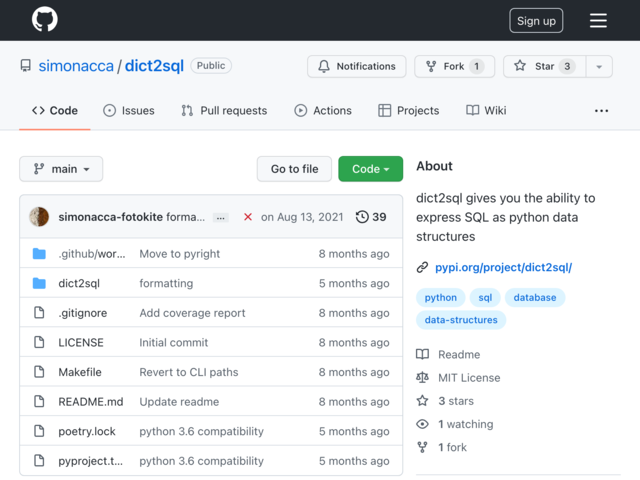 Sign up
simonacca / dict2sql Public
Notifications Fork 1 Star 3
Code Issues Pull requests Actions Projects Wiki ...
main Go to file Code
simonacca-fotokite forma... ... on Aug 13, 2021 39
.github/wor... Move to pyright 8 months ago
dict2sql formatting 5 months ago
.gitignore Add coverage report 8 months ago
LICENSE Initial commit 8 months ago
Makefile Revert to CLI paths 8 months ago
README.md Update readme 8 months ago
poetry.lock python 3.6 compatibility 5 months ago
pyproject.t... python 3.6 compatibility 5 months ago
About
dict2sql gives you the ability to
express SQL as python data
structures
pypi.org/project/dict2sql/
python sql database
data-structures
Readme
MIT License
3 stars
1 watching
1 fork